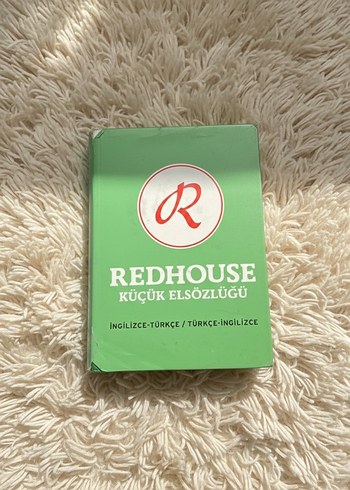 R
REDHOUSE
KÜÇÜK ELSÖZLÜĞÜ
İNGİLİZCE-TÜRKÇE / TÜRKÇE-İNGİLİZCE